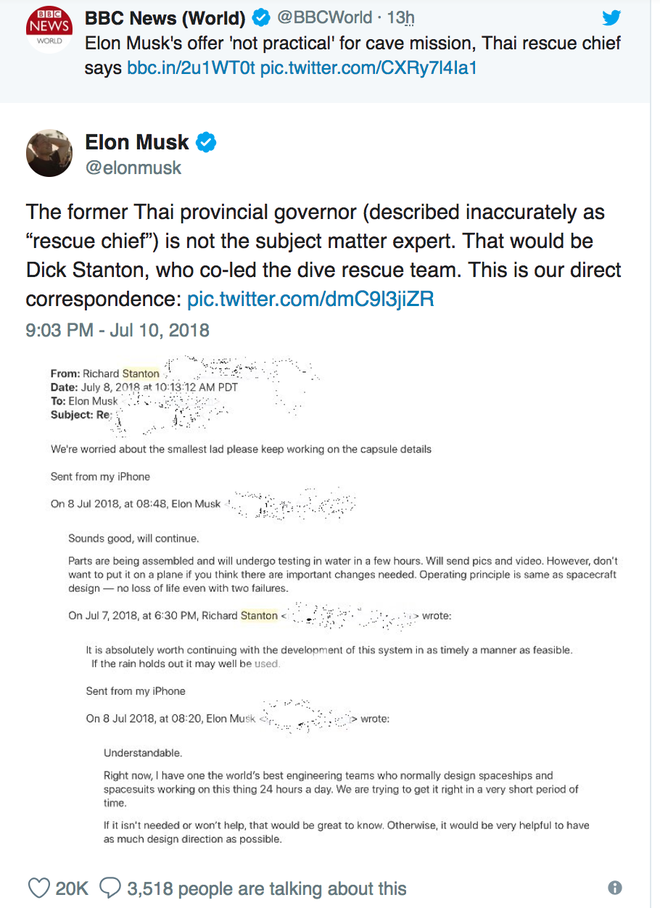 BBC
NEWS
WORLD
BBC News (World) @BBCWorld · 13h
Elon Musk's offer 'not practical' for cave mission, Thai rescue chief
says bbc.in/2u1WT0t pic.twitter.com/CXRy7l4Ia1
Elon Musk
@elonmusk
The former Thai provincial governor (described inaccurately as
“rescue chief”) is not the subject matter expert. That would be
Dick Stanton, who co-led the dive rescue team. This is our direct
correspondence: pic.twitter.com/dmC9l3jiZR
9:03 PM - Jul 10, 2018
From: Richard Stanton
Date: July 8, 2018 at 10:13:12 AM PDT
To: Elon Musk
Subject: Re:
We're worried about the smallest lad please keep working on the capsule details
Sent from my iPhone
On 8 Jul 2018, at 08:48, Elon Musk
Sounds good, will continue.
Parts are being assembled and will undergo testing in water in a few hours. Will send pics and video. However, don't
want to put it on a plane if you think there are important changes needed. Operating principle is same as spacecraft
design — no loss of life even with two failures.
On Jul 7, 2018, at 6:30 PM, Richard Stanton < > wrote:
It is absolutely worth continuing with the development of this system in as timely a manner as feasible.
If the rain holds out it may well be used.
Sent from my iPhone
On 8 Jul 2018, at 08:20, Elon Musk < > wrote:
Understandable.
Right now, I have one the world's best engineering teams who normally design spaceships and
spacesuits working on this thing 24 hours a day. We are trying to get it right in a very short period of
time.
If it isn't needed or won't help, that would be great to know. Otherwise, it would be very helpful to have
as much design direction as possible.
20K 3,518 people are talking about this